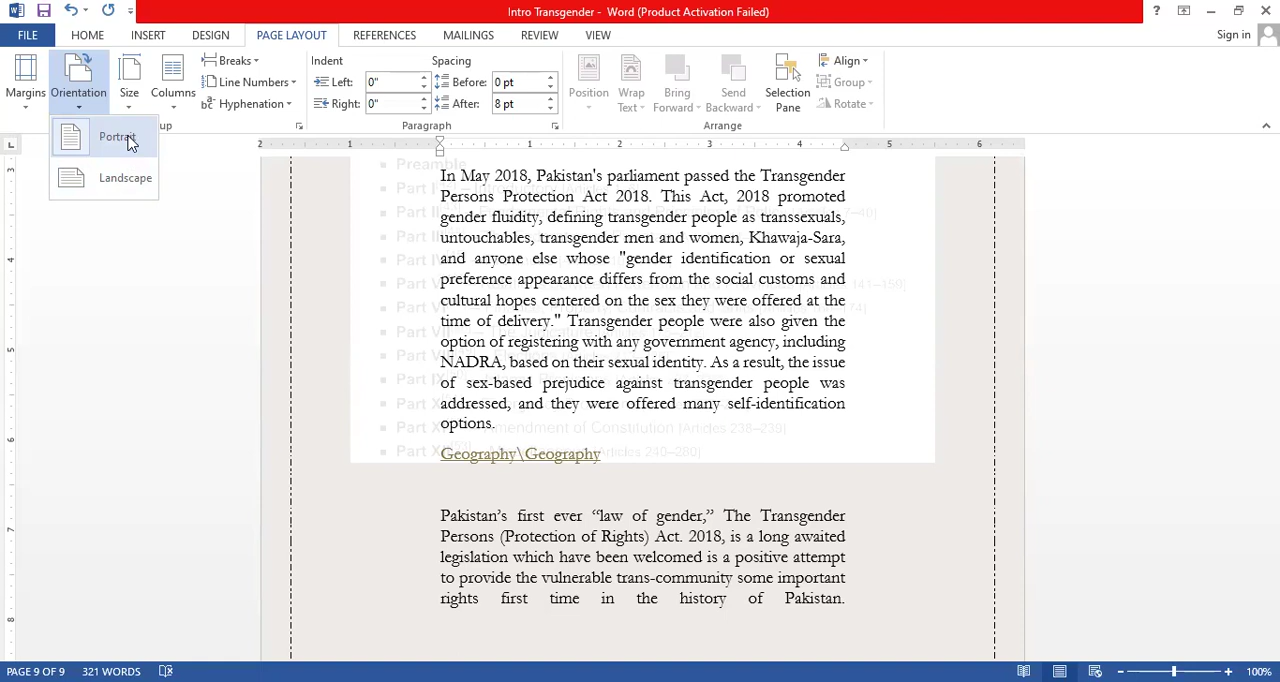 Intro Transgender - Word (Product Activation Failed)
FILE HOME INSERT DESIGN PAGE LAYOUT REFERENCES MAILINGS REVIEW VIEW Sign in
Margins Orientation Size Columns
Breaks
Line Numbers
Hyphenation
Indent
Left: 0"
Right: 0"
Spacing
Before: 0 pt
After: 8 pt
Paragraph
Position Wrap Text Bring Forward Send Backward Selection Pane
Align
Group
Rotate
Arrange
Portrait
Landscape
Preamble
In May 2018, Pakistan's parliament passed the Transgender
Persons Protection Act 2018. This Act, 2018 promoted
gender fluidity, defining transgender people as transsexuals,
untouchables, transgender men and women, Khawaja-Sara,
and anyone else whose "gender identification or sexual
preference appearance differs from the social customs and
cultural hopes centered on the sex they were offered at the
time of delivery." Transgender people were also given the
option of registering with any government agency, including
NADRA, based on their sexual identity. As a result, the issue
of sex-based prejudice against transgender people was
addressed, and they were offered many self-identification
options.
Geography\Geography
Pakistan’s first ever “law of gender,” The Transgender
Persons (Protection of Rights) Act. 2018, is a long awaited
legislation which have been welcomed is a positive attempt
to provide the vulnerable trans-community some important
rights first time in the history of Pakistan.
PAGE 9 OF 9 321 WORDS 100%